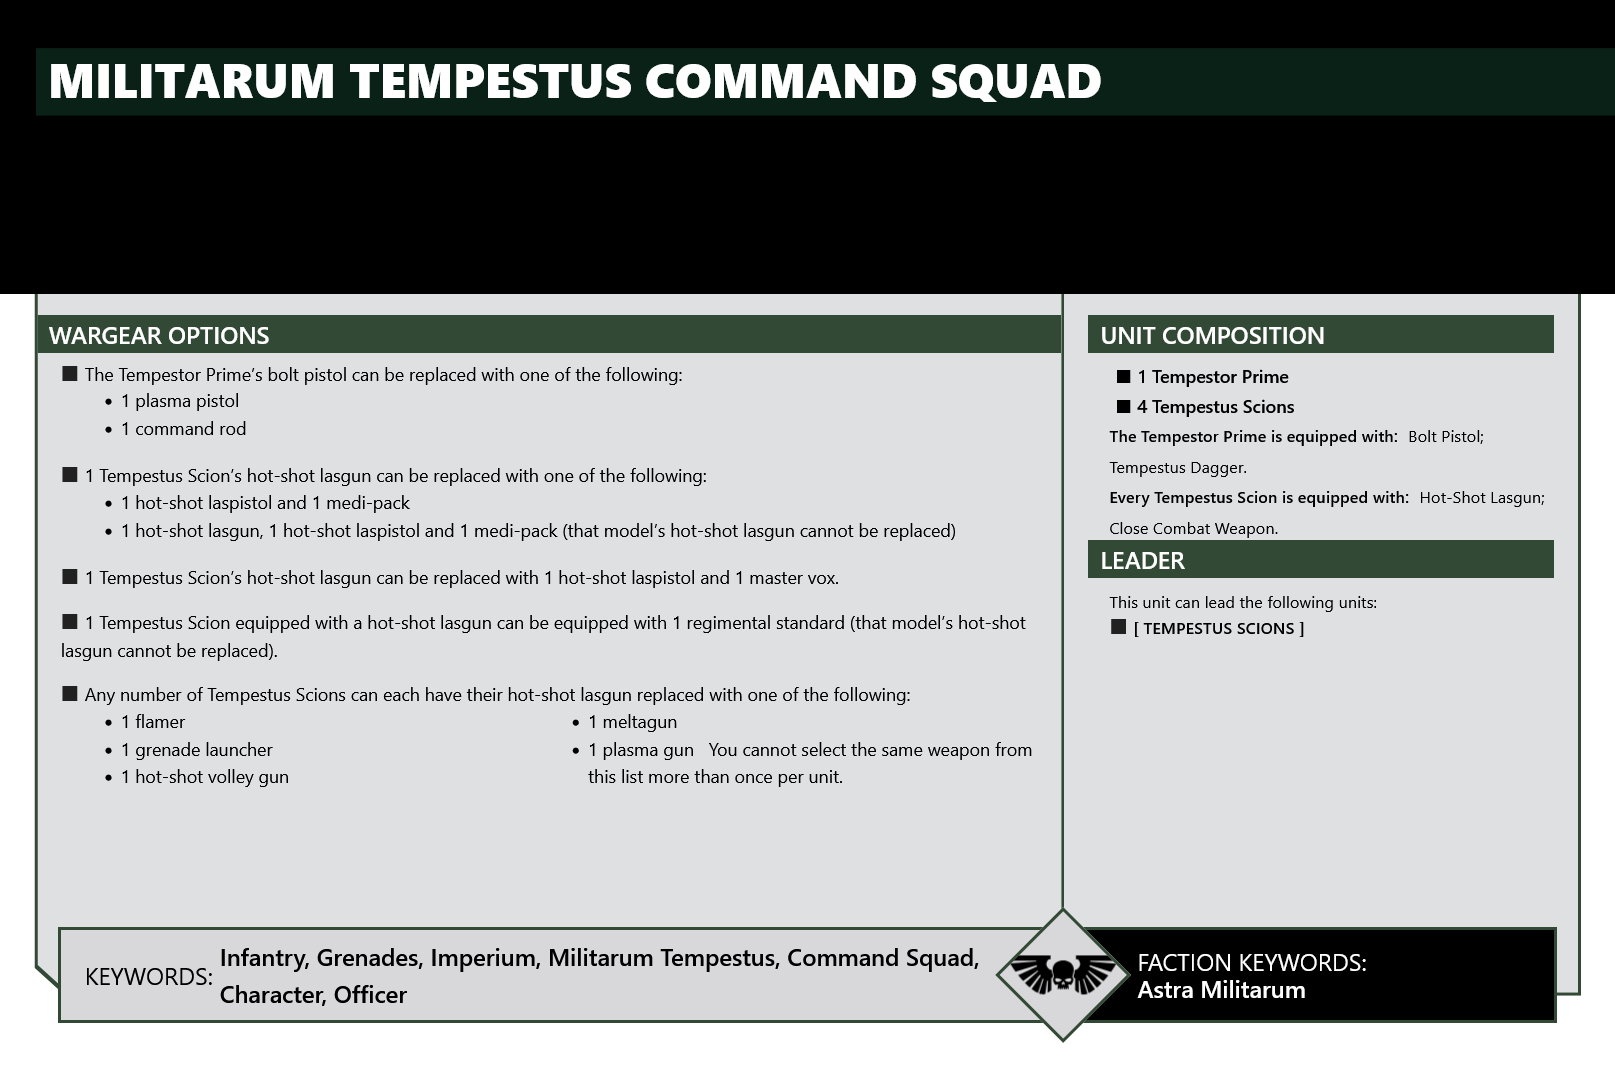 MILITARUM TEMPESTUS COMMAND SQUAD
WARGEAR OPTIONS
■ The Tempestor Prime's bolt pistol can be replaced with one of the following:
• 1 plasma pistol
• 1 command rod
■ 1 Tempestus Scion's hot-shot lasgun can be replaced with one of the following:
• 1 hot-shot laspistol and 1 medi-pack
• 1 hot-shot lasgun, 1 hot-shot laspistol and 1 medi-pack (that model's hot-shot lasgun cannot be replaced)
■ 1 Tempestus Scion's hot-shot lasgun can be replaced with 1 hot-shot laspistol and 1 master vox.
■ 1 Tempestus Scion equipped with a hot-shot lasgun can be equipped with 1 regimental standard (that model's hot-shot
lasgun cannot be replaced).
■ Any number of Tempestus Scions can each have their hot-shot lasgun replaced with one of the following:
• 1 flamer
• 1 grenade launcher
• 1 hot-shot volley gun
• 1 meltagun
• 1 plasma gun You cannot select the same weapon from
this list more than once per unit.
UNIT COMPOSITION
■ 1 Tempestor Prime
■ 4 Tempestus Scions
The Tempestor Prime is equipped with: Bolt Pistol;
Tempestus Dagger.
Every Tempestus Scion is equipped with: Hot-Shot Lasgun;
Close Combat Weapon.
LEADER
This unit can lead the following units:
■ [ TEMPESTUS SCIONS ]
KEYWORDS: Infantry, Grenades, Imperium, Militarum Tempestus, Command Squad,
Character, Officer
FACTION KEYWORDS:
Astra Militarum